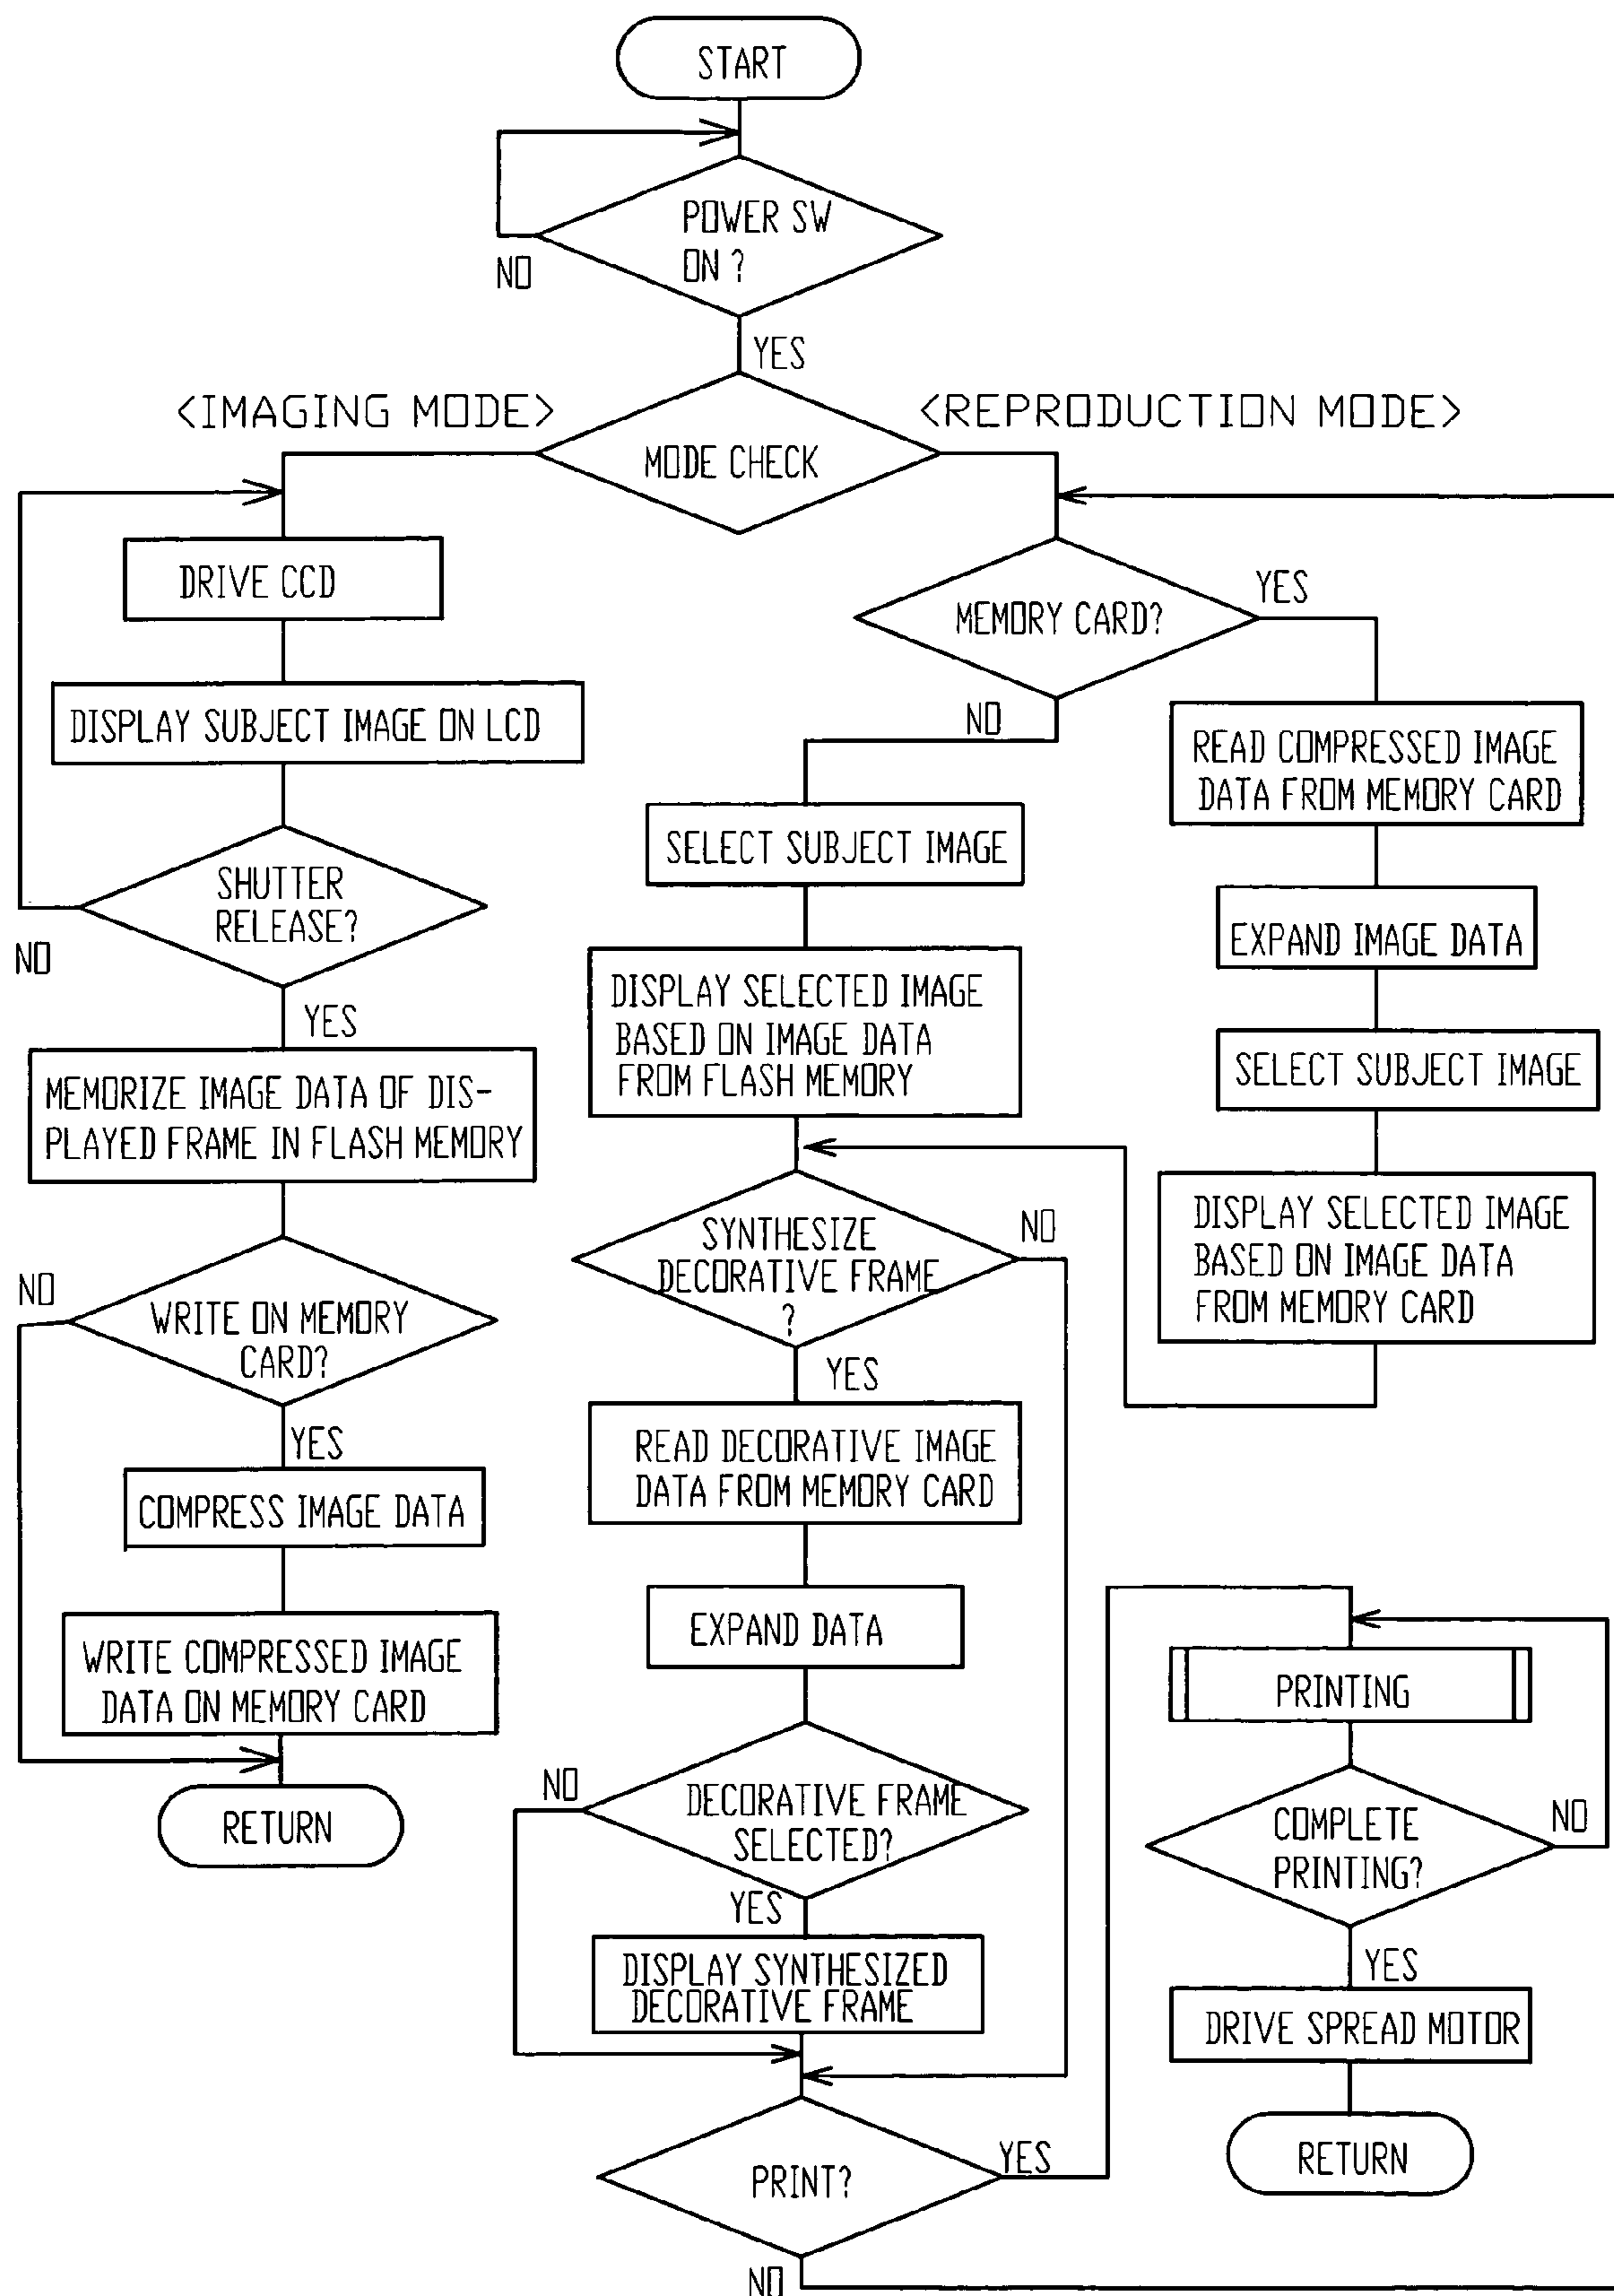 START
POWER SW
ON ?
NO
YES
<IMAGING MODE>
<REPRODUCTION MODE>
MODE CHECK
DRIVE CCD
DISPLAY SUBJECT IMAGE ON LCD
SHUTTER
RELEASE?
NO
YES
MEMORIZE IMAGE DATA OF DIS-
PLAYED FRAME IN FLASH MEMORY
NO
WRITE ON MEMORY
CARD?
YES
COMPRESS IMAGE DATA
WRITE COMPRESSED IMAGE
DATA ON MEMORY CARD
RETURN
MEMORY CARD?
YES
NO
SELECT SUBJECT IMAGE
DISPLAY SELECTED IMAGE
BASED ON IMAGE DATA
FROM FLASH MEMORY
READ COMPRESSED IMAGE
DATA FROM MEMORY CARD
EXPAND IMAGE DATA
SELECT SUBJECT IMAGE
DISPLAY SELECTED IMAGE
BASED ON IMAGE DATA
FROM MEMORY CARD
SYNTHESIZE
DECORATIVE FRAME
?
NO
YES
READ DECORATIVE IMAGE
DATA FROM MEMORY CARD
EXPAND DATA
NO
DECORATIVE FRAME
SELECTED?
YES
DISPLAY SYNTHESIZED
DECORATIVE FRAME
PRINT?
YES
NO
PRINTING
COMPLETE
PRINTING?
NO
YES
DRIVE SPREAD MOTOR
RETURN